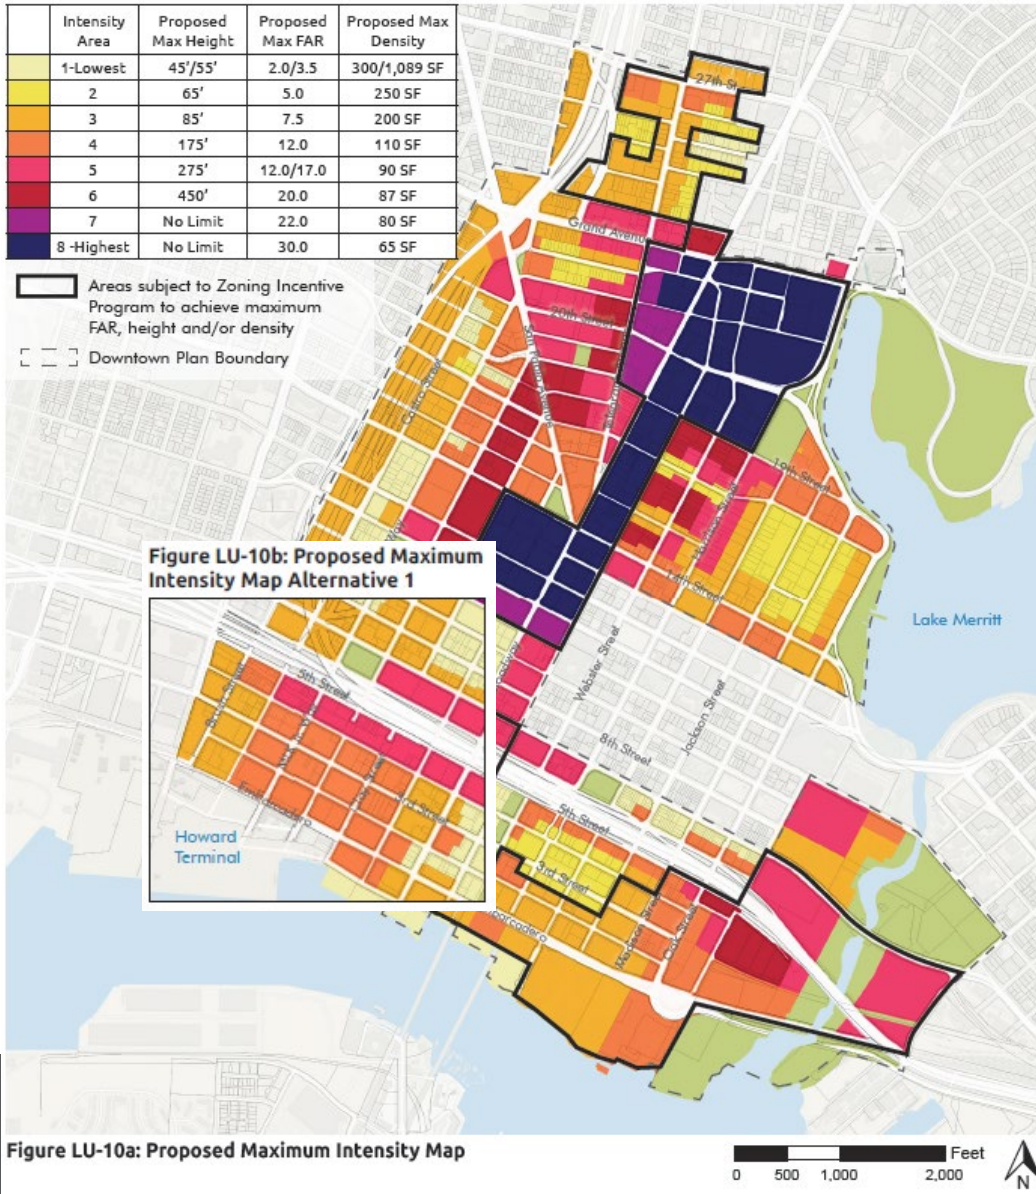 Intensity Area | Proposed Max Height | Proposed Max FAR | Proposed Max Density
1-Lowest | 45'/55' | 2.0/3.5 | 300/1,089 SF
2 | 65' | 5.0 | 250 SF
3 | 85' | 7.5 | 200 SF
4 | 175' | 12.0 | 110 SF
5 | 275' | 12.0/17.0 | 90 SF
6 | 450' | 20.0 | 87 SF
7 | No Limit | 22.0 | 80 SF
8 -Highest | No Limit | 30.0 | 65 SF
Areas subject to Zoning Incentive
Program to achieve maximum
FAR, height and/or density
Downtown Plan Boundary
27th St
Grand Avenue
20th Street
San Pablo Avenue
Castro Street
19th Street
Harrison Street
14th Street
Way
Lake Merritt
Webster Street
Jackson Street
8th Street
5th Street
3rd Street
Madison Street
Oak Street
Figure LU-10b: Proposed Maximum
Intensity Map Alternative 1
5th Street
Brush Street
Embarcadero
Howard
Terminal
Figure LU-10a: Proposed Maximum Intensity Map
Feet
0 500 1,000 2,000
N